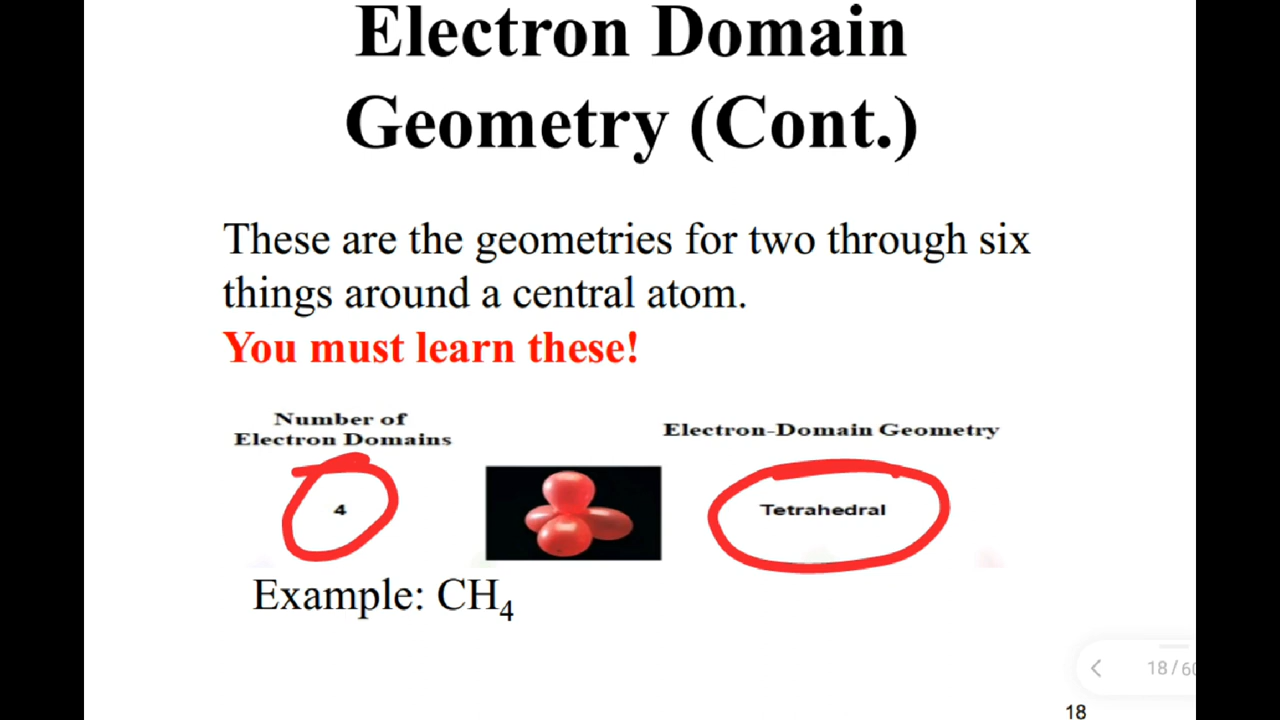 Electron Domain
Geometry (Cont.)
These are the geometries for two through six
things around a central atom.
You must learn these!
Number of
Electron Domains
Electron-Domain Geometry
4
Tetrahedral
Example: CH₄
18 / 60
18